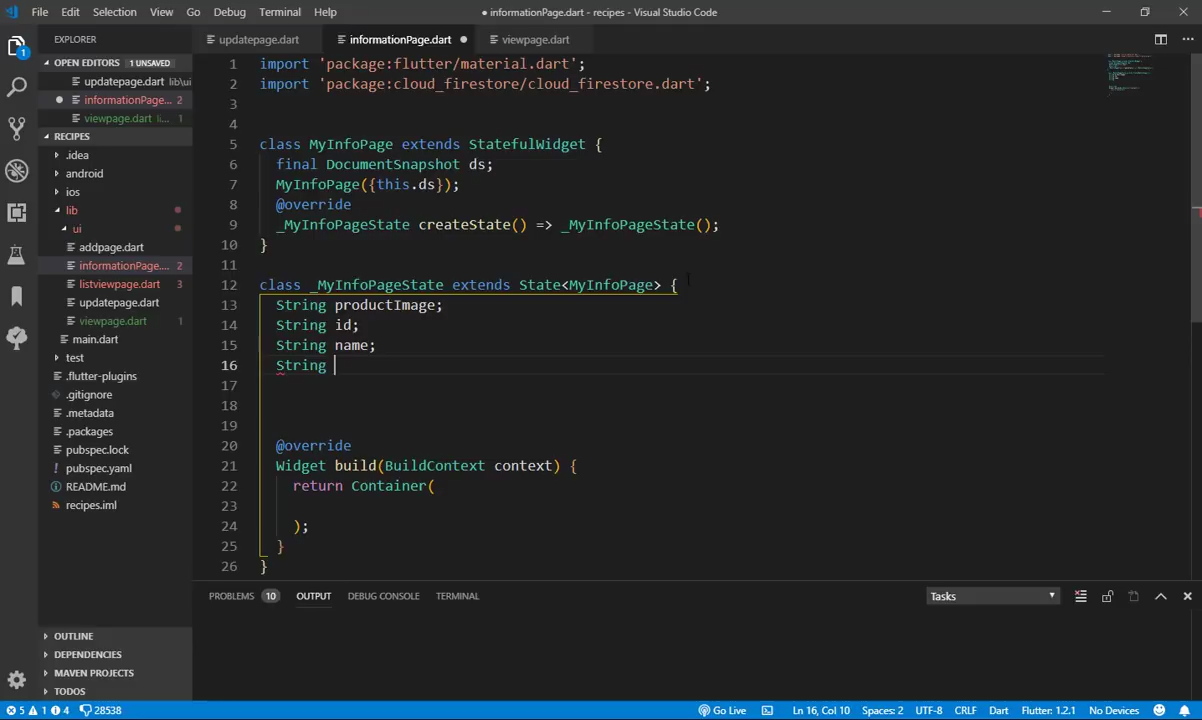 File Edit Selection View Go Debug Terminal Help
● informationPage.dart - recipes - Visual Studio Code
EXPLORER
updatepage.dart
informationPage.dart ●
viewpage.dart
1
OPEN EDITORS 1 UNSAVED
updatepage.dart lib\ui
● informationPage... 2
viewpage.dart li... 1
RECIPES
.idea
android
ios
lib
ui
addpage.dart
informationPage.... 2
listviewpage.dart 3
updatepage.dart
viewpage.dart 1
main.dart
test
.flutter-plugins
.gitignore
.metadata
.packages
pubspec.lock
! pubspec.yaml
README.md
recipes.iml
OUTLINE
DEPENDENCIES
MAVEN PROJECTS
TODOS
1 import 'package:flutter/material.dart';
2 import 'package:cloud_firestore/cloud_firestore.dart';
3
4
5 class MyInfoPage extends StatefulWidget {
6 final DocumentSnapshot ds;
7 MyInfoPage({this.ds});
8 @override
9 _MyInfoPageState createState() => _MyInfoPageState();
10 }
11
12 class _MyInfoPageState extends State<MyInfoPage> {
13 String productImage;
14 String id;
15 String name;
16 String
17
18
19
20 @override
21 Widget build(BuildContext context) {
22 return Container(
23
24 );
25 }
26 }
PROBLEMS 10 OUTPUT DEBUG CONSOLE TERMINAL
Tasks
5 1 4 28538
Go Live
Ln 16, Col 10 Spaces: 2 UTF-8 CRLF Dart Flutter: 1.2.1 No Devices